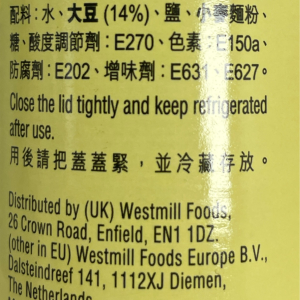 配料：水、大豆 (14%)、鹽、小麥麵粉、
糖、酸度調節劑：E270、色素：E150a、
防腐劑：E202、增味劑：E631、E627。
Close the lid tightly and keep refrigerated
after use.
用後請把蓋蓋緊，並冷藏存放。
Distributed by (UK) Westmill Foods,
26 Crown Road, Enfield, EN1 1DZ.
(other in EU) Westmill Foods Europe B.V.,
Dalsteindreef 141, 1112XJ Diemen,
The Netherlands